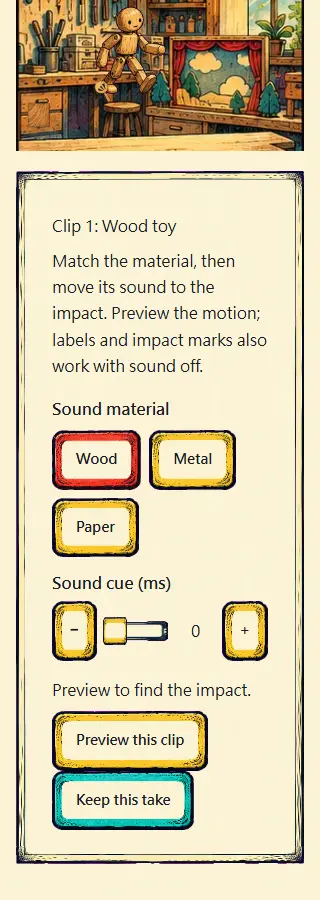 Clip 1: Wood toy
Match the material, then
move its sound to the
impact. Preview the motion;
labels and impact marks also
work with sound off.
Sound material
Wood
Metal
Paper
Sound cue (ms)
− 0 +
Preview to find the impact.
Preview this clip
Keep this take